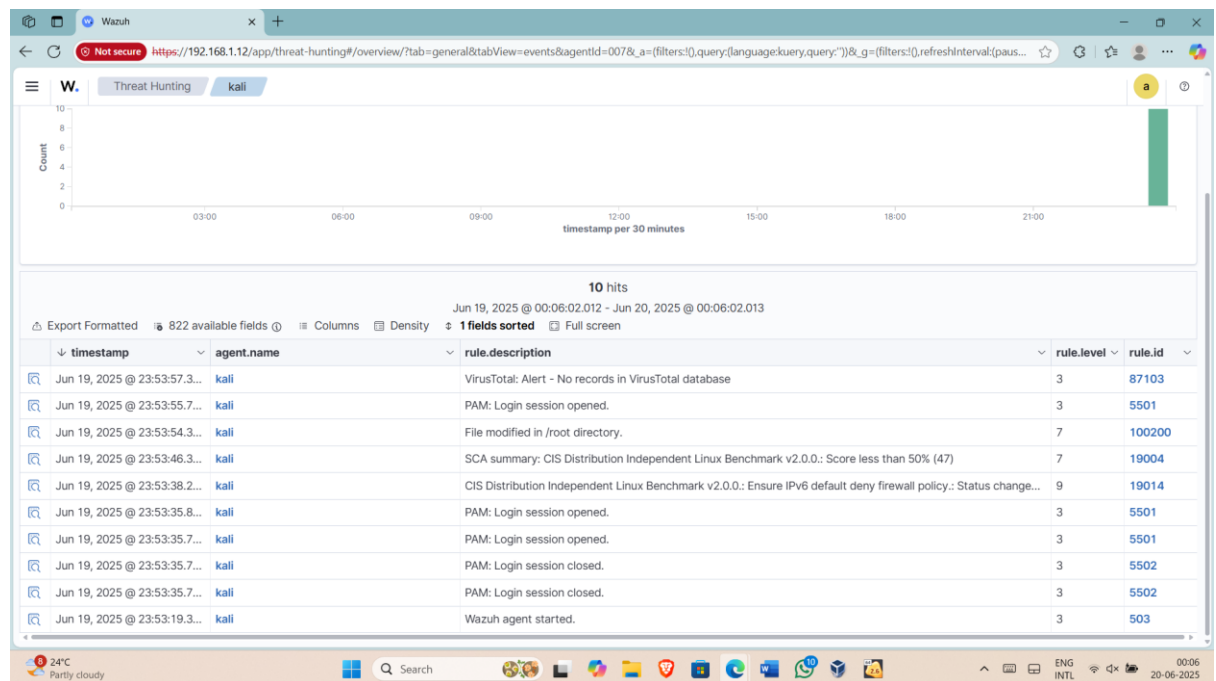 Wazuh
Not secure https://192.168.1.12/app/threat-hunting#/overview/?tab=general&tabView=events&agentId=007&_a=(filters:!(),query:(language:kuery,query:''))&_g=(filters:!(),refreshInterval:(paus...
W. Threat Hunting kali a
10
8
6
4
2
0
Count
03:00 06:00 09:00 12:00 15:00 18:00 21:00
timestamp per 30 minutes
10 hits
Jun 19, 2025 @ 00:06:02.012 - Jun 20, 2025 @ 00:06:02.013
Export Formatted 822 available fields Columns Density 1 fields sorted Full screen
timestamp agent.name rule.description rule.level rule.id
Jun 19, 2025 @ 23:53:57.3... kali VirusTotal: Alert - No records in VirusTotal database 3 87103
Jun 19, 2025 @ 23:53:55.7... kali PAM: Login session opened. 3 5501
Jun 19, 2025 @ 23:53:54.3... kali File modified in /root directory. 7 100200
Jun 19, 2025 @ 23:53:46.3... kali SCA summary: CIS Distribution Independent Linux Benchmark v2.0.0.: Score less than 50% (47) 7 19004
Jun 19, 2025 @ 23:53:38.2... kali CIS Distribution Independent Linux Benchmark v2.0.0.: Ensure IPv6 default deny firewall policy.: Status change... 9 19014
Jun 19, 2025 @ 23:53:35.8... kali PAM: Login session opened. 3 5501
Jun 19, 2025 @ 23:53:35.7... kali PAM: Login session opened. 3 5501
Jun 19, 2025 @ 23:53:35.7... kali PAM: Login session closed. 3 5502
Jun 19, 2025 @ 23:53:35.7... kali PAM: Login session closed. 3 5502
Jun 19, 2025 @ 23:53:19.3... kali Wazuh agent started. 3 503
8 24°C Search 10 ENG 00:06
Partly cloudy INTL 20-06-2025